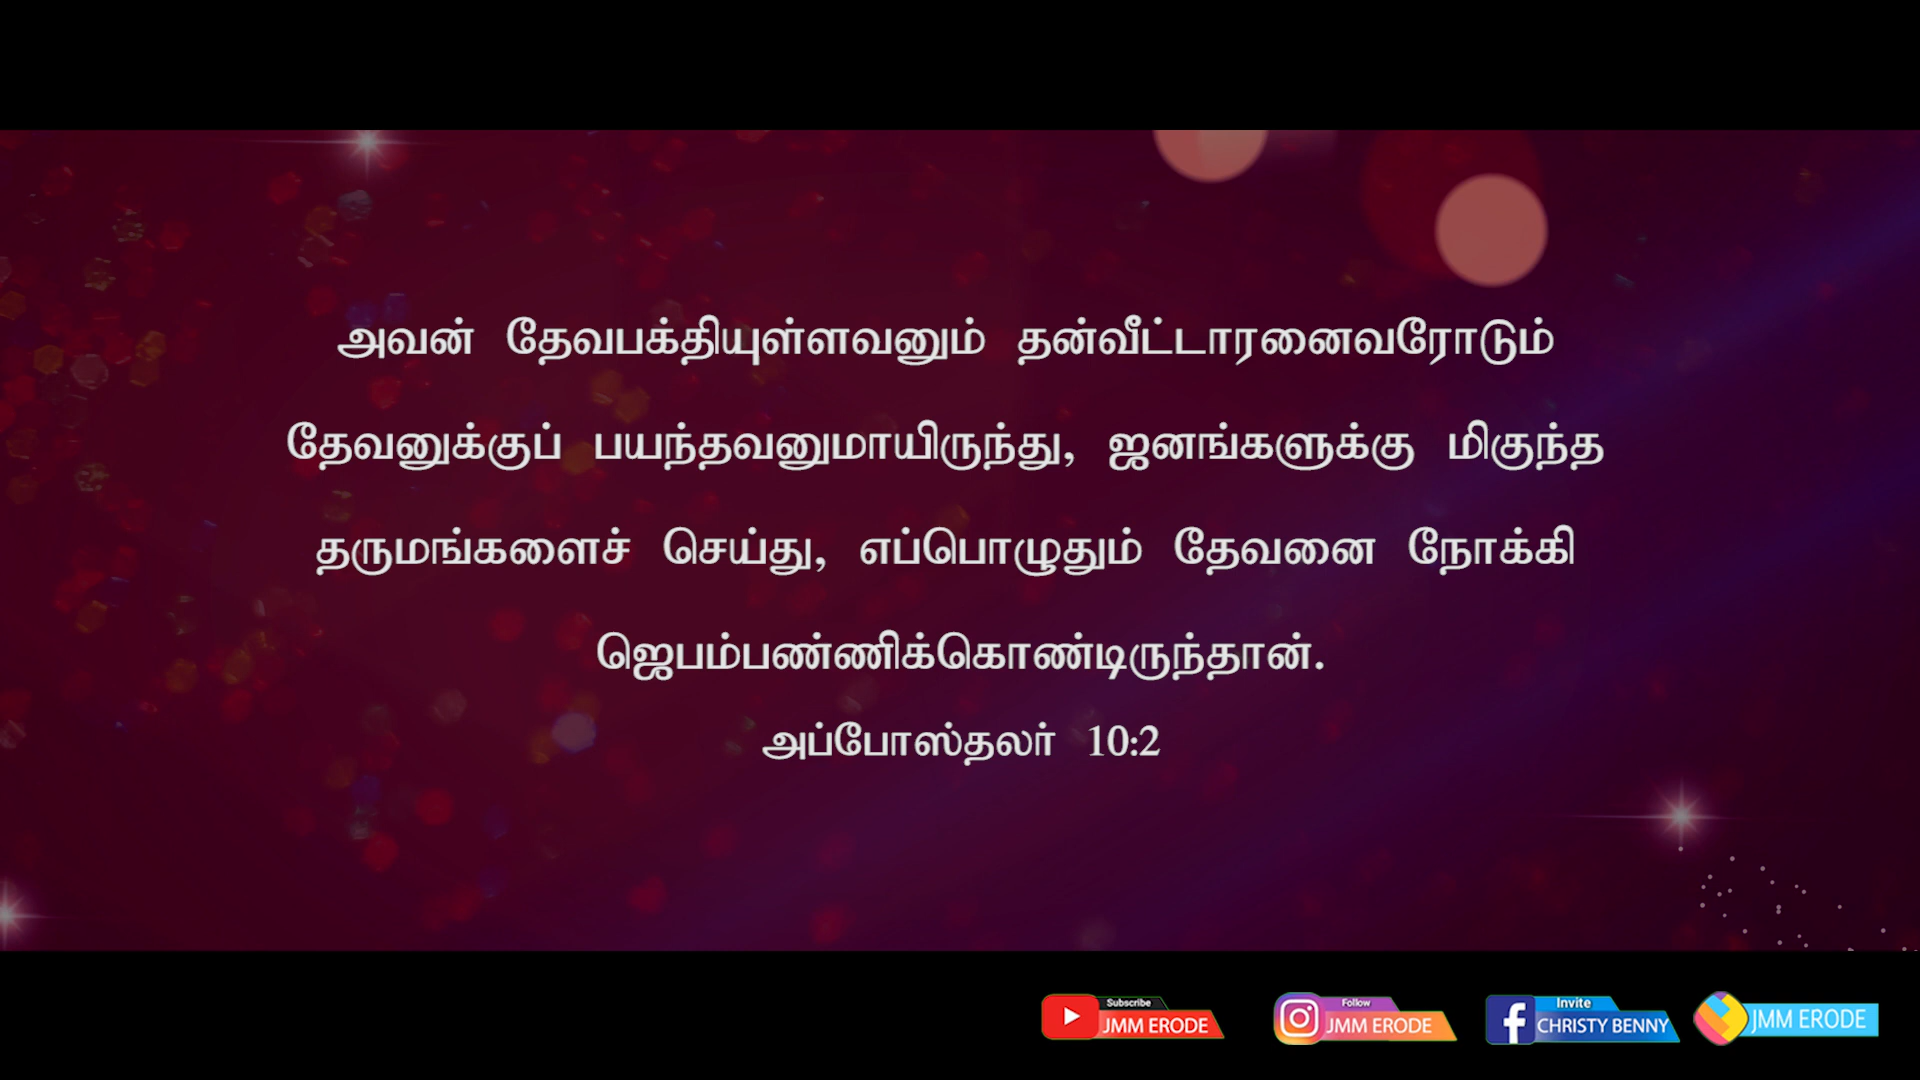 அவன் தேவபக்தியுள்ளவனும் தன்வீட்டாரனைவரோடும்
தேவனுக்குப் பயந்தவனுமாயிருந்து, ஜனங்களுக்கு மிகுந்த
தருமங்களைச் செய்து, எப்பொழுதும் தேவனை நோக்கி
ஜெபம்பண்ணிக்கொண்டிருந்தான்.
அப்போஸ்தலர் 10:2
Subscribe
JMM ERODE
Follow
JMM ERODE
Invite
CHRISTY BENNY
JMM ERODE